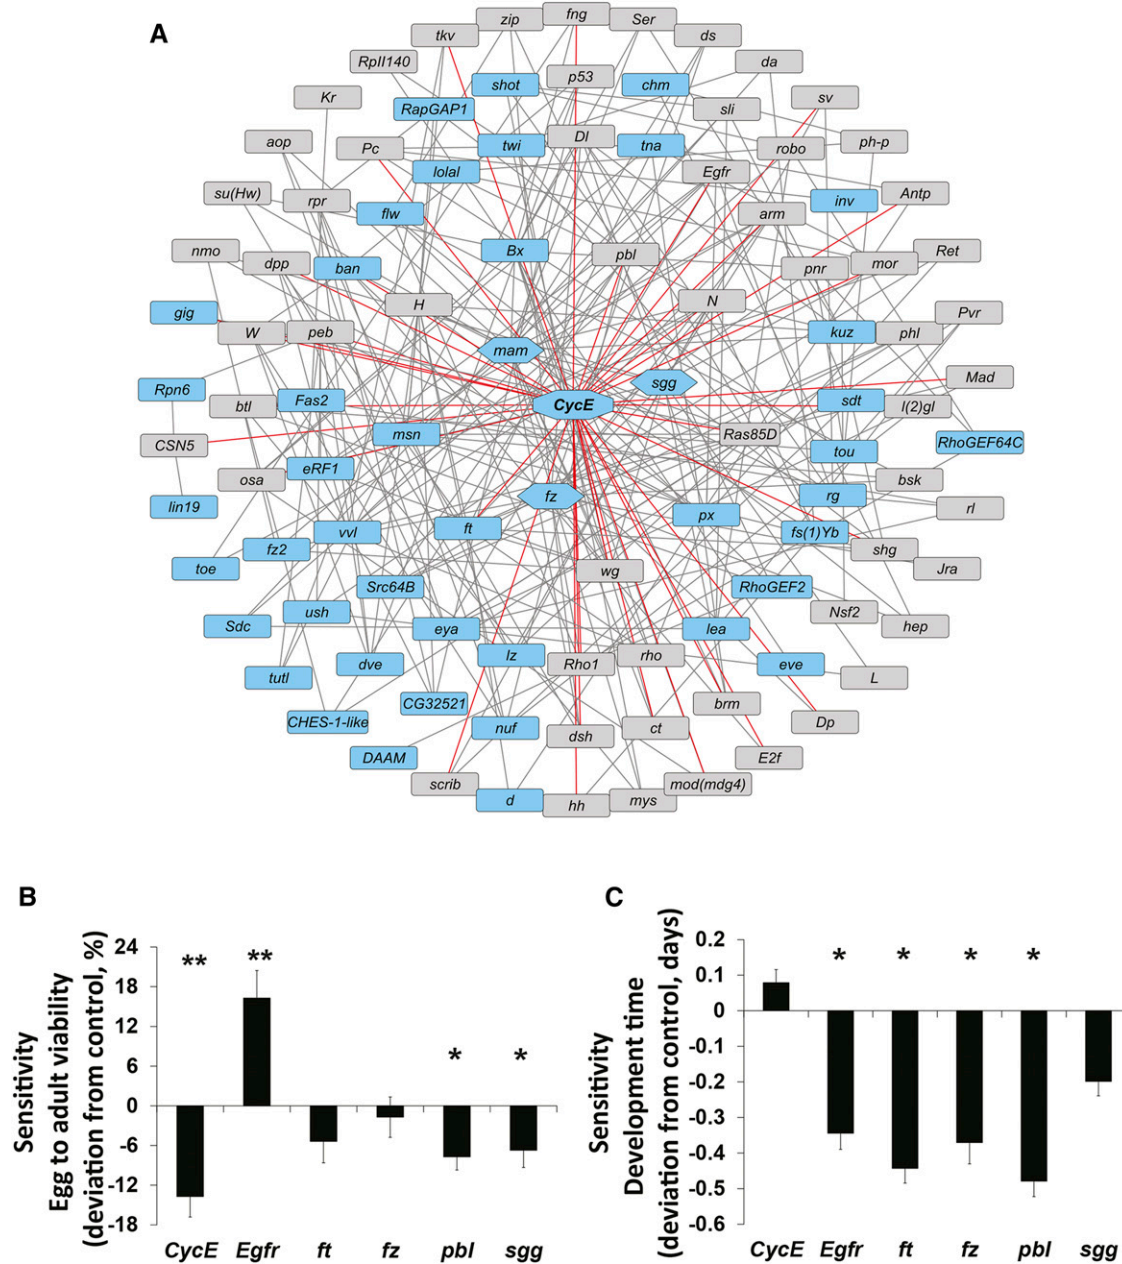 A
fng
zip
Ser
tkv
ds
RpII140
p53
da
shot
chm
Kr
RapGAP1
sli
sv
aop
Pc
twi
Dl
tna
robo
ph-p
lolal
Egfr
su(Hw)
rpr
flw
arm
inv
Antp
nmo
dpp
ban
Bx
pbl
pnr
mor
Ret
gig
H
N
W
peb
kuz
phl
Pvr
mam
sgg
Rpn6
Mad
btl
Fas2
CycE
sdt
l(2)gl
CSN5
msn
Ras85D
RhoGEF64C
osa
eRF1
tou
bsk
lin19
fz
rg
rl
fz2
vvl
ft
px
fs(1)Yb
shg
toe
wg
Jra
Src64B
RhoGEF2
Sdc
ush
eya
lea
Nsf2
hep
tutl
dve
lz
Rho1
rho
eve
L
CHES-1-like
CG32521
nuf
dsh
ct
brm
Dp
DAAM
E2f
scrib
d
hh
mys
mod(mdg4)
B
Sensitivity
Egg to adult viability
(deviation from control, %)
24
18
12
6
0
-6
-12
-18
** ** * *
CycE Egfr ft fz pbl sgg
C
Sensitivity
Development time
(deviation from control, days)
0.2
0.1
0
-0.1
-0.2
-0.3
-0.4
-0.5
-0.6
* * * *
CycE Egfr ft fz pbl sgg